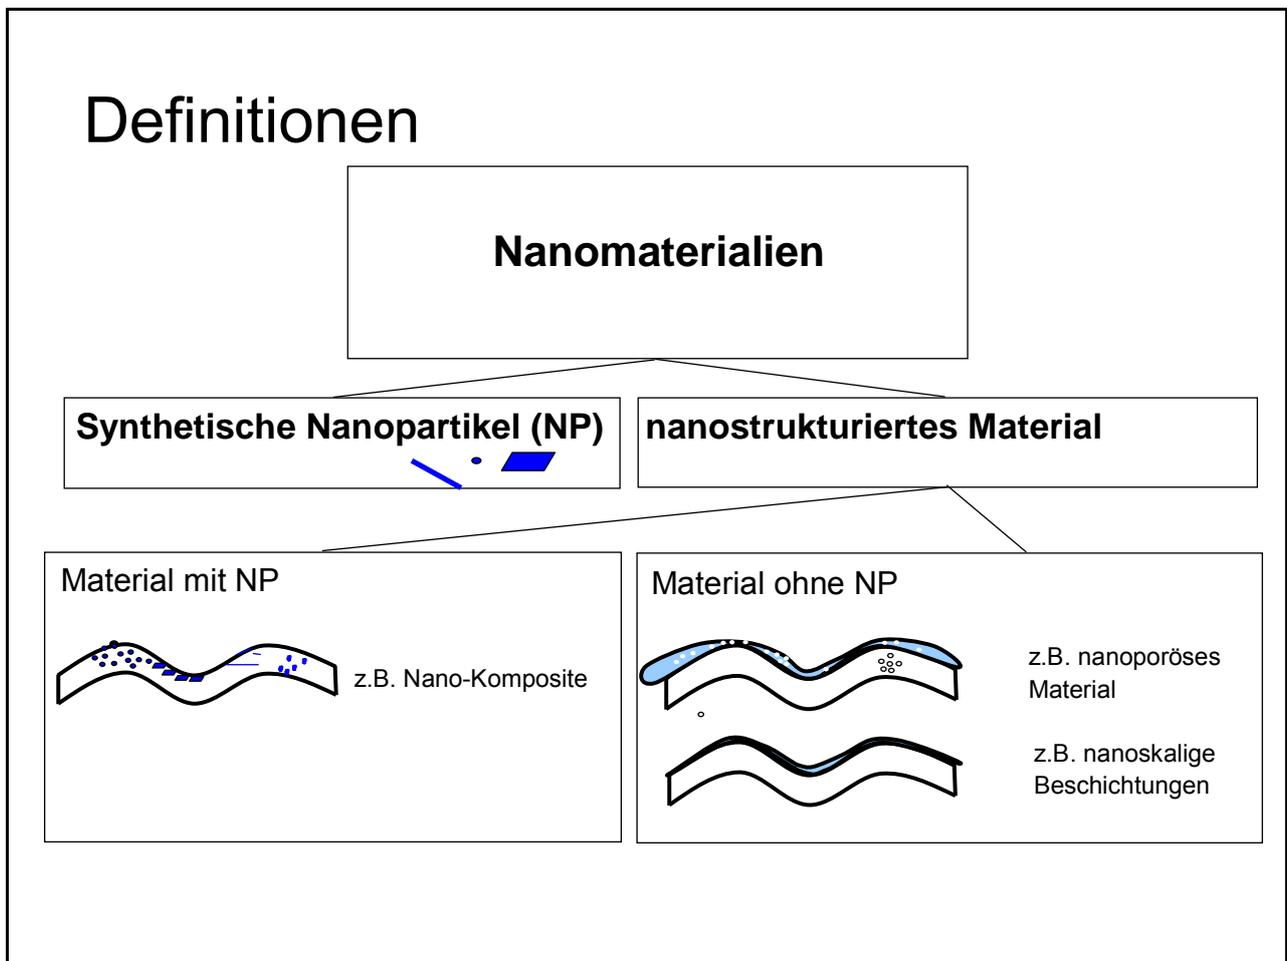 Definitionen
Nanomaterialien
Synthetische Nanopartikel (NP)
nanostrukturiertes Material
Material mit NP
z.B. Nano-Komposite
Material ohne NP
z.B. nanoporöses
Material
z.B. nanoskalige
Beschichtungen